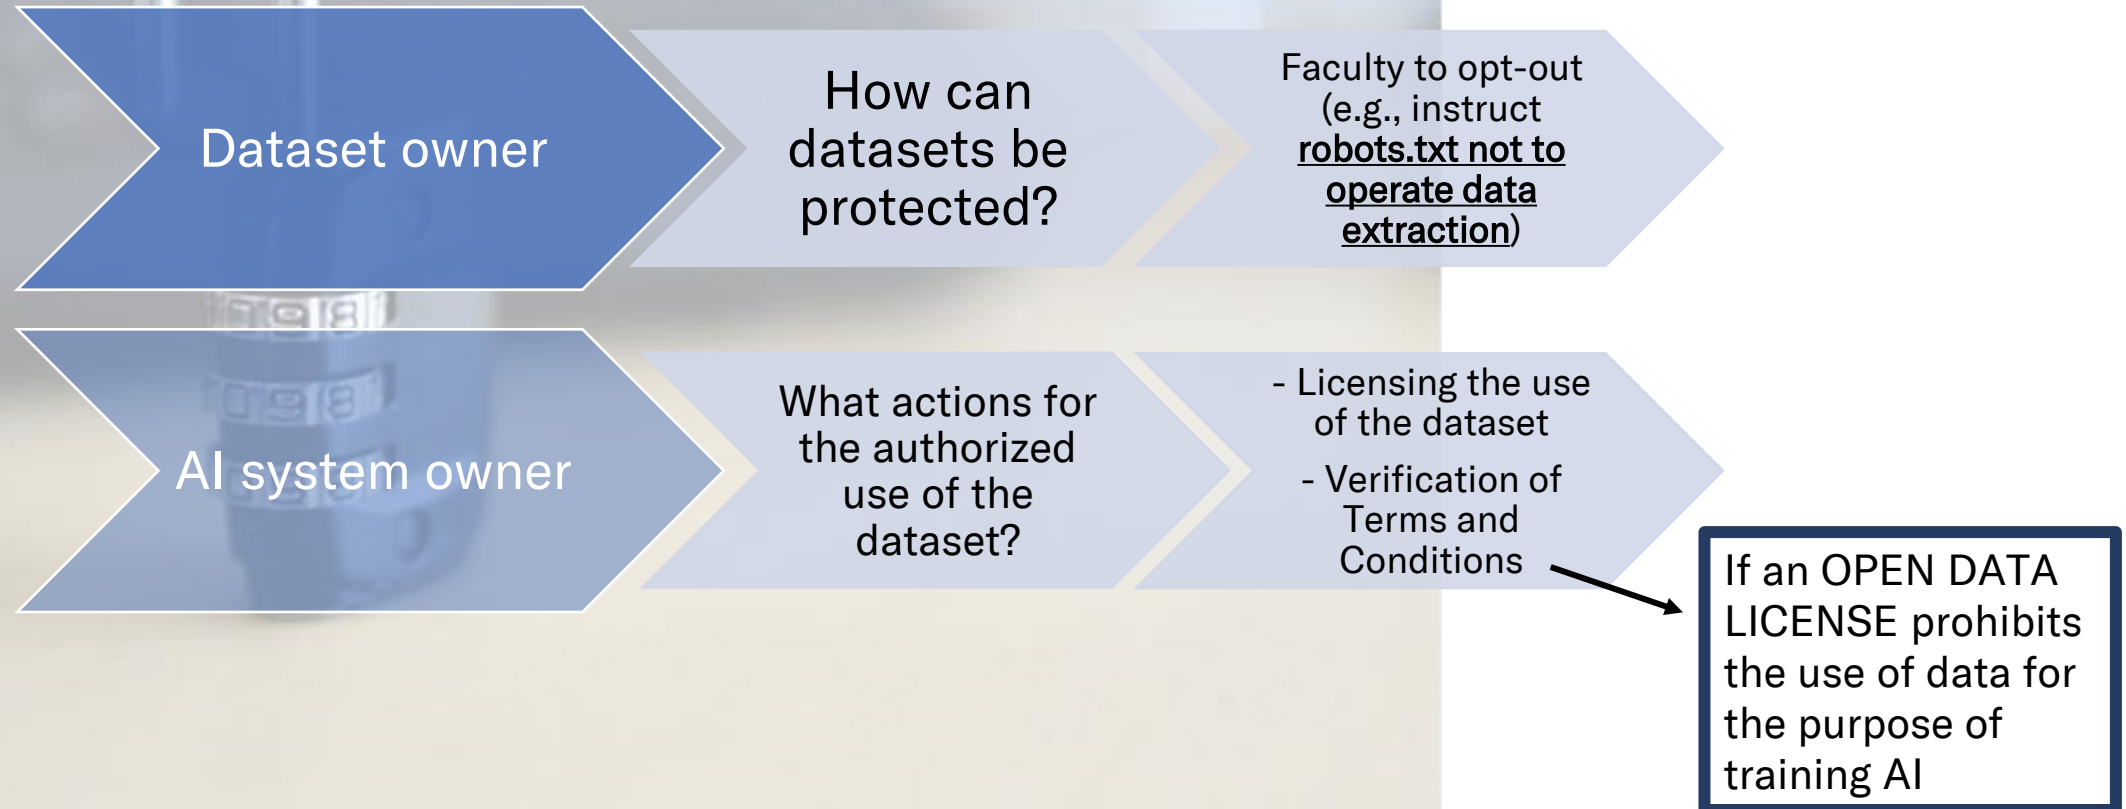 Dataset owner
How can
datasets be
protected?
Faculty to opt-out
(e.g., instruct
robots.txt not to
operate data
extraction)
AI system owner
What actions for
the authorized
use of the
dataset?
- Licensing the use
of the dataset
- Verification of
Terms and
Conditions
If an OPEN DATA
LICENSE prohibits
the use of data for
the purpose of
training AI